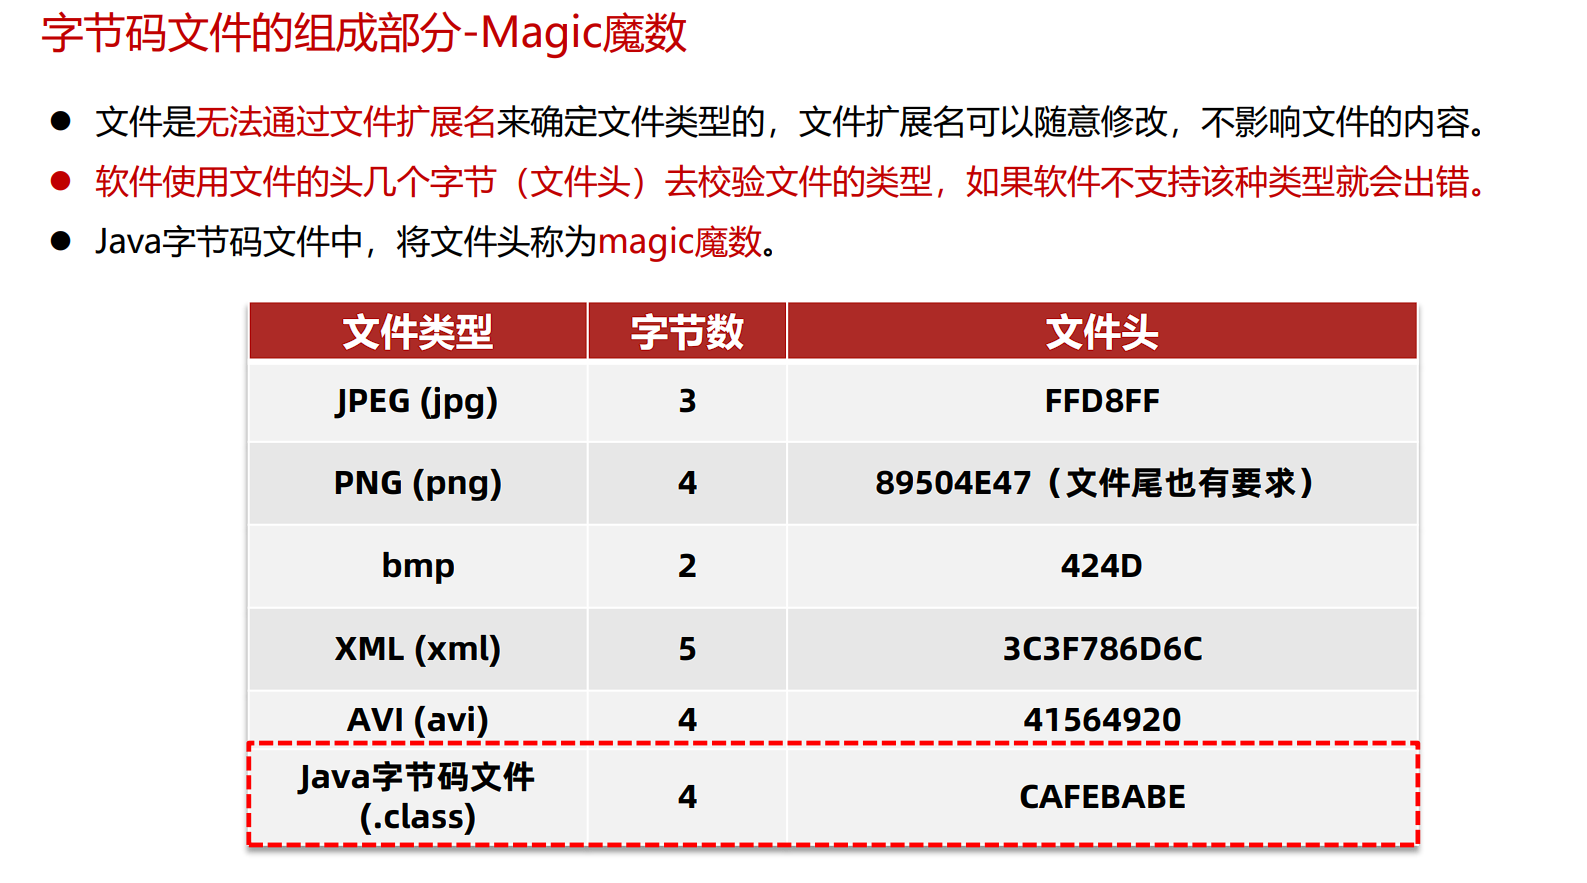 字节码文件的组成部分-Magic魔数
● 文件是无法通过文件扩展名来确定文件类型的，文件扩展名可以随意修改，不影响文件的内容。
● 软件使用文件的头几个字节（文件头）去校验文件的类型，如果软件不支持该种类型就会出错。
● Java字节码文件中，将文件头称为magic魔数。
文件类型 字节数 文件头
JPEG (jpg) 3 FFD8FF
PNG (png) 4 89504E47（文件尾也有要求）
bmp 2 424D
XML (xml) 5 3C3F786D6C
AVI (avi) 4 41564920
Java字节码文件
(.class) 4 CAFEBABE